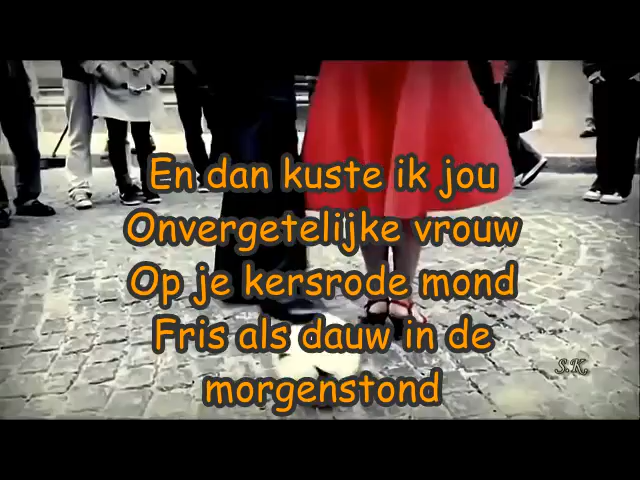 En dan kuste ik jou
Onvergetelijke vrouw
Op je kersrode mond
Fris als dauw in de
morgenstond
S.K.